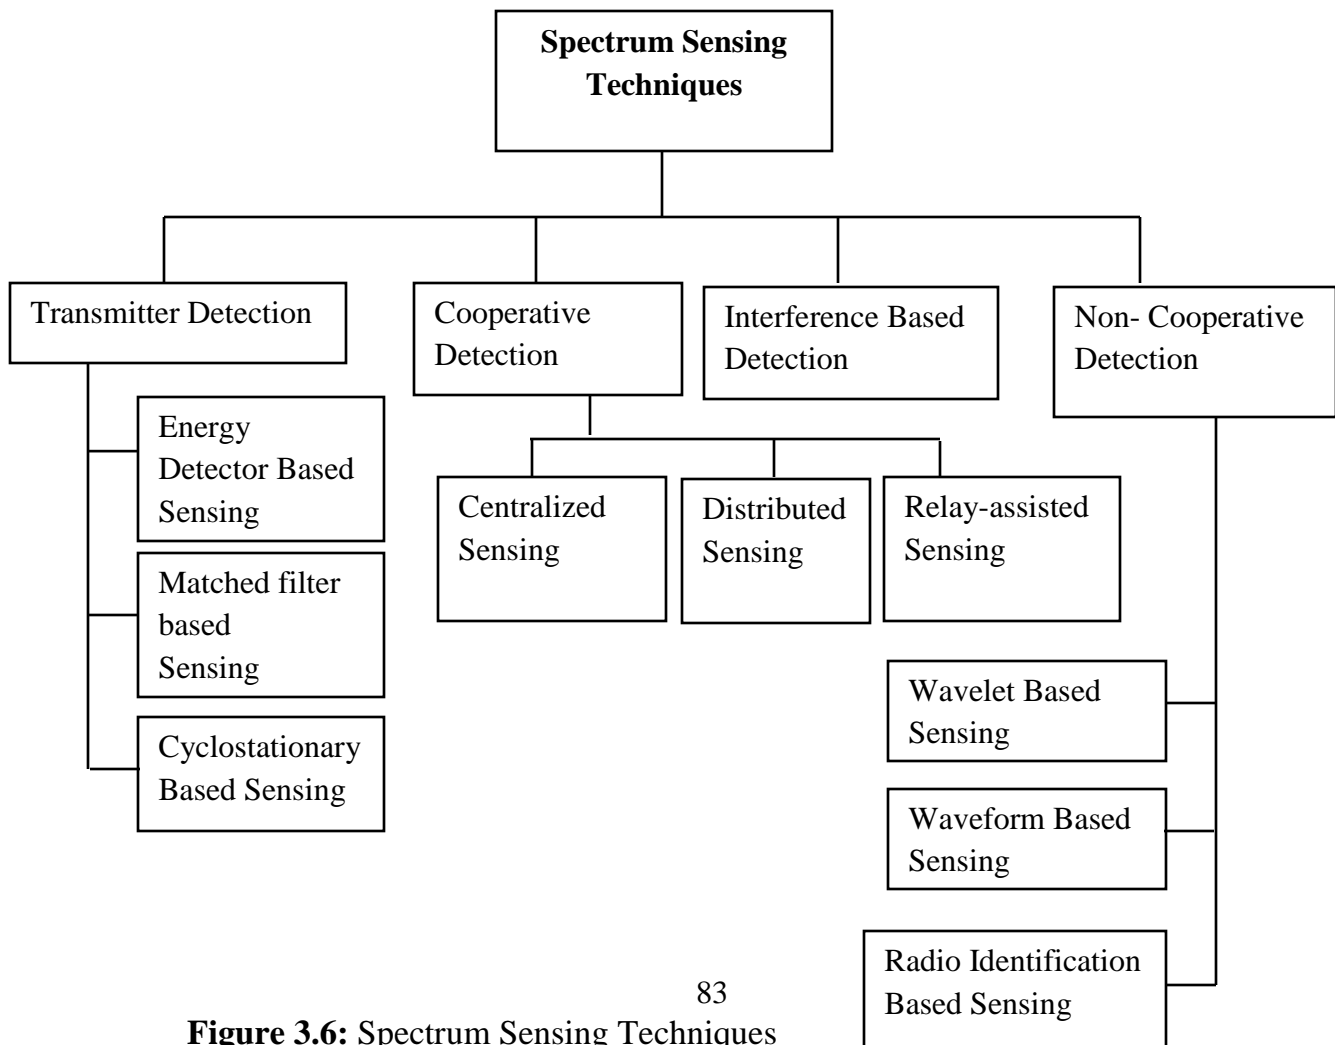 Spectrum Sensing
Techniques
Transmitter Detection
Cooperative
Detection
Interference Based
Detection
Non- Cooperative
Detection
Energy
Detector Based
Sensing
Matched filter
based
Sensing
Cyclostationary
Based Sensing
Centralized
Sensing
Distributed
Sensing
Relay-assisted
Sensing
Wavelet Based
Sensing
Waveform Based
Sensing
Radio Identification
Based Sensing
83
Figure 3.6: Spectrum Sensing Techniques